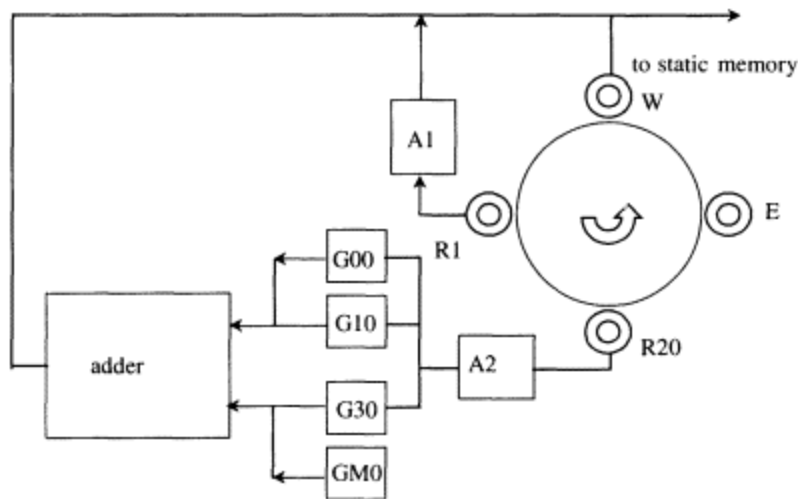 to static memory
W
A1
E
R1
G00
G10
adder
A2
R20
G30
GM0